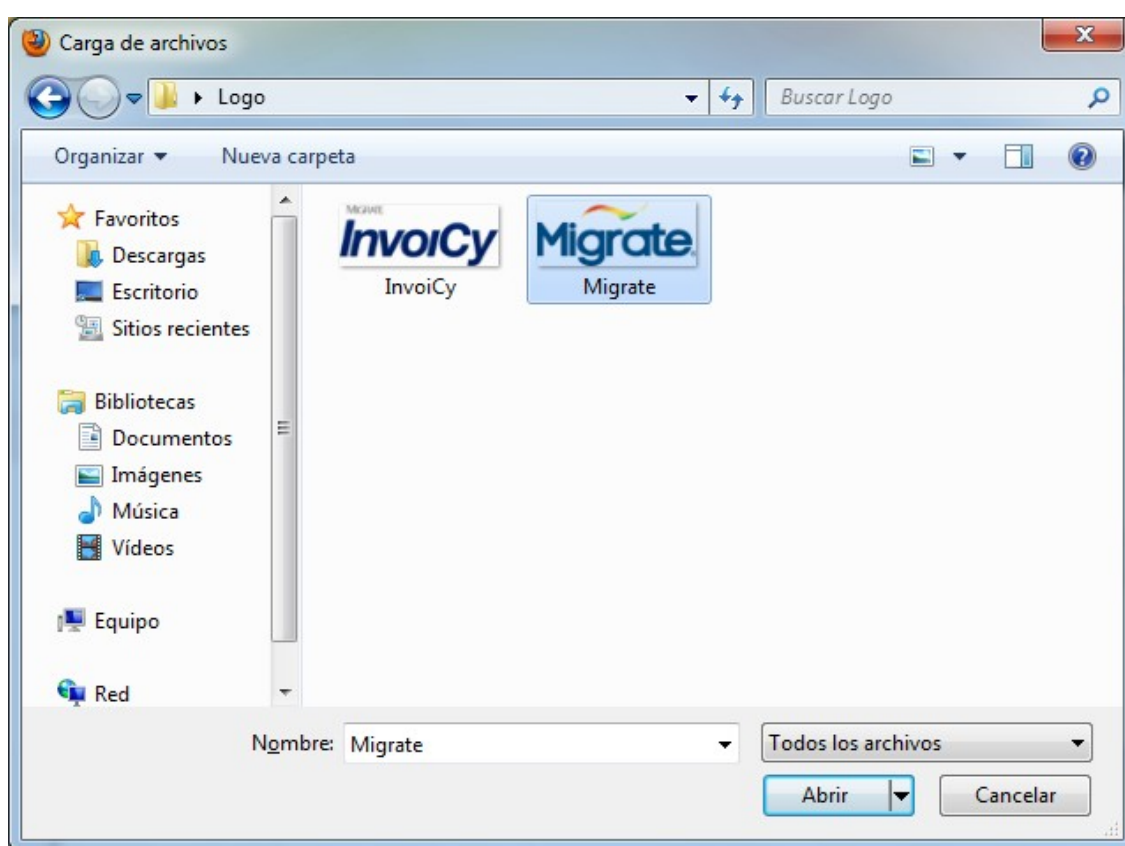 Carga de archivos
Logo
Buscar Logo
Organizar
Nueva carpeta
Favoritos
Descargas
Escritorio
Sitios recientes
Bibliotecas
Documentos
Imágenes
Música
Vídeos
Equipo
Red
Migrate
InvoiCy
InvoiCy
Migrate
Migrate
Nombre: Migrate
Todos los archivos
Abrir
Cancelar